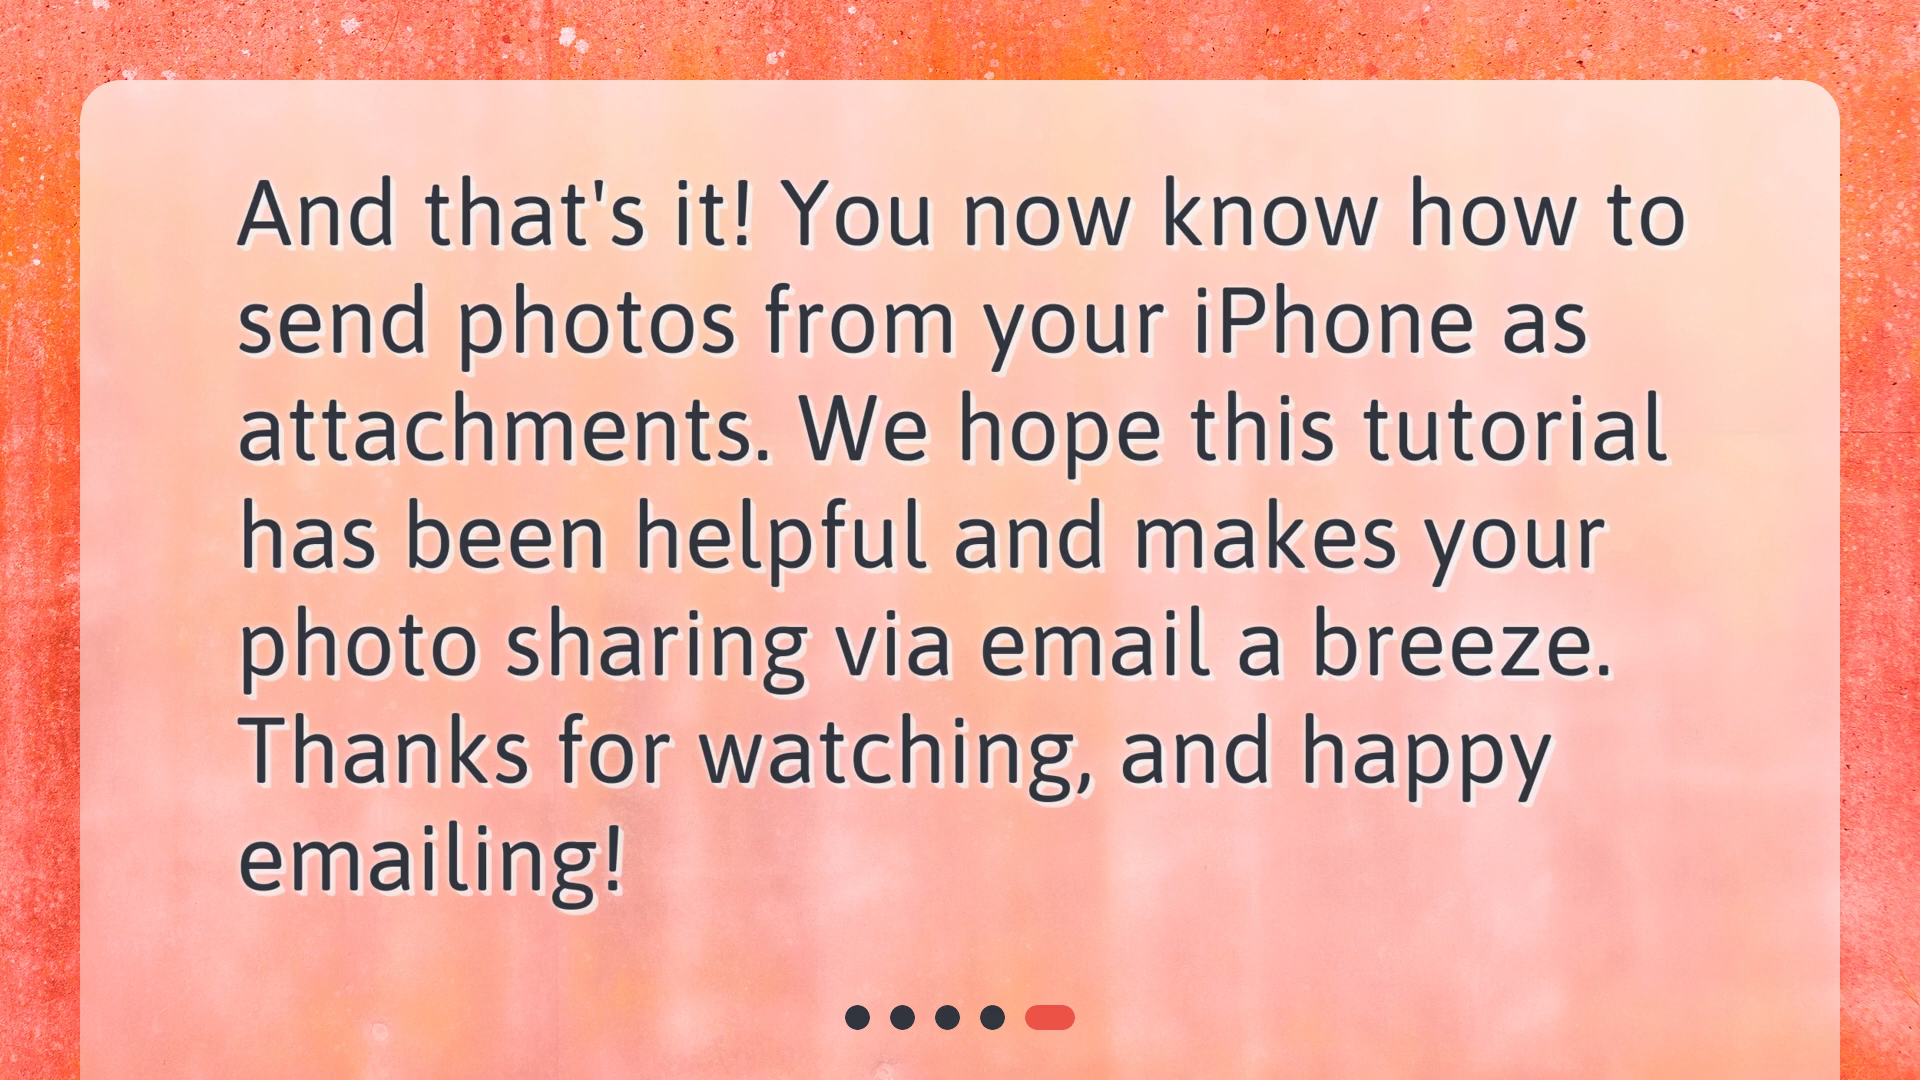 And that's it! You now know how to
send photos from your iPhone as
attachments. We hope this tutorial
has been helpful and makes your
photo sharing via email a breeze.
Thanks for watching, and happy
emailing!